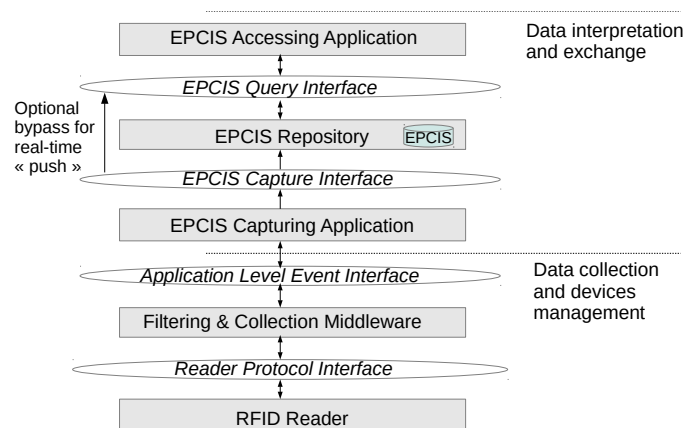 EPCIS Accessing Application
Data interpretation
and exchange
EPCIS Query Interface
Optional
bypass for
real-time
« push »
EPCIS Repository
EPCIS
EPCIS Capture Interface
EPCIS Capturing Application
Application Level Event Interface
Data collection
and devices
management
Filtering & Collection Middleware
Reader Protocol Interface
RFID Reader